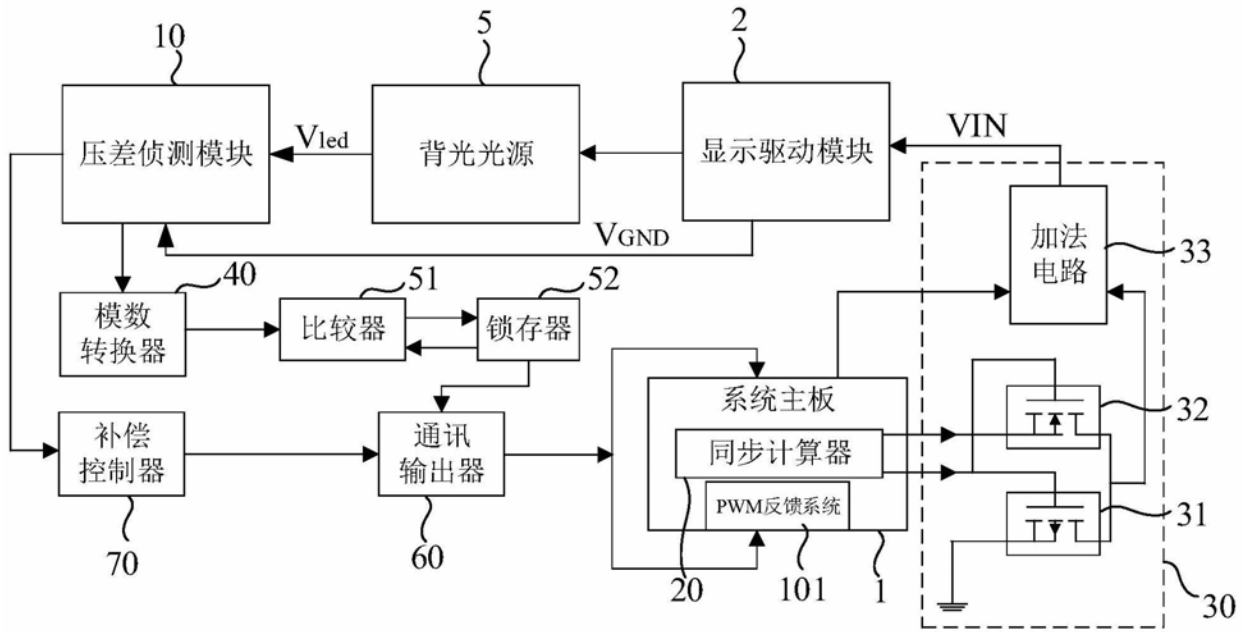 10
5
2
压差侦测模块
Vled
背光光源
显示驱动模块
VIN
VGND
加法
电路
33
40
51
52
模数
转换器
比较器
锁存器
系统主板
32
补偿
控制器
通讯
输出器
同步计算器
PWM反馈系统
31
70
60
20
101
1
30